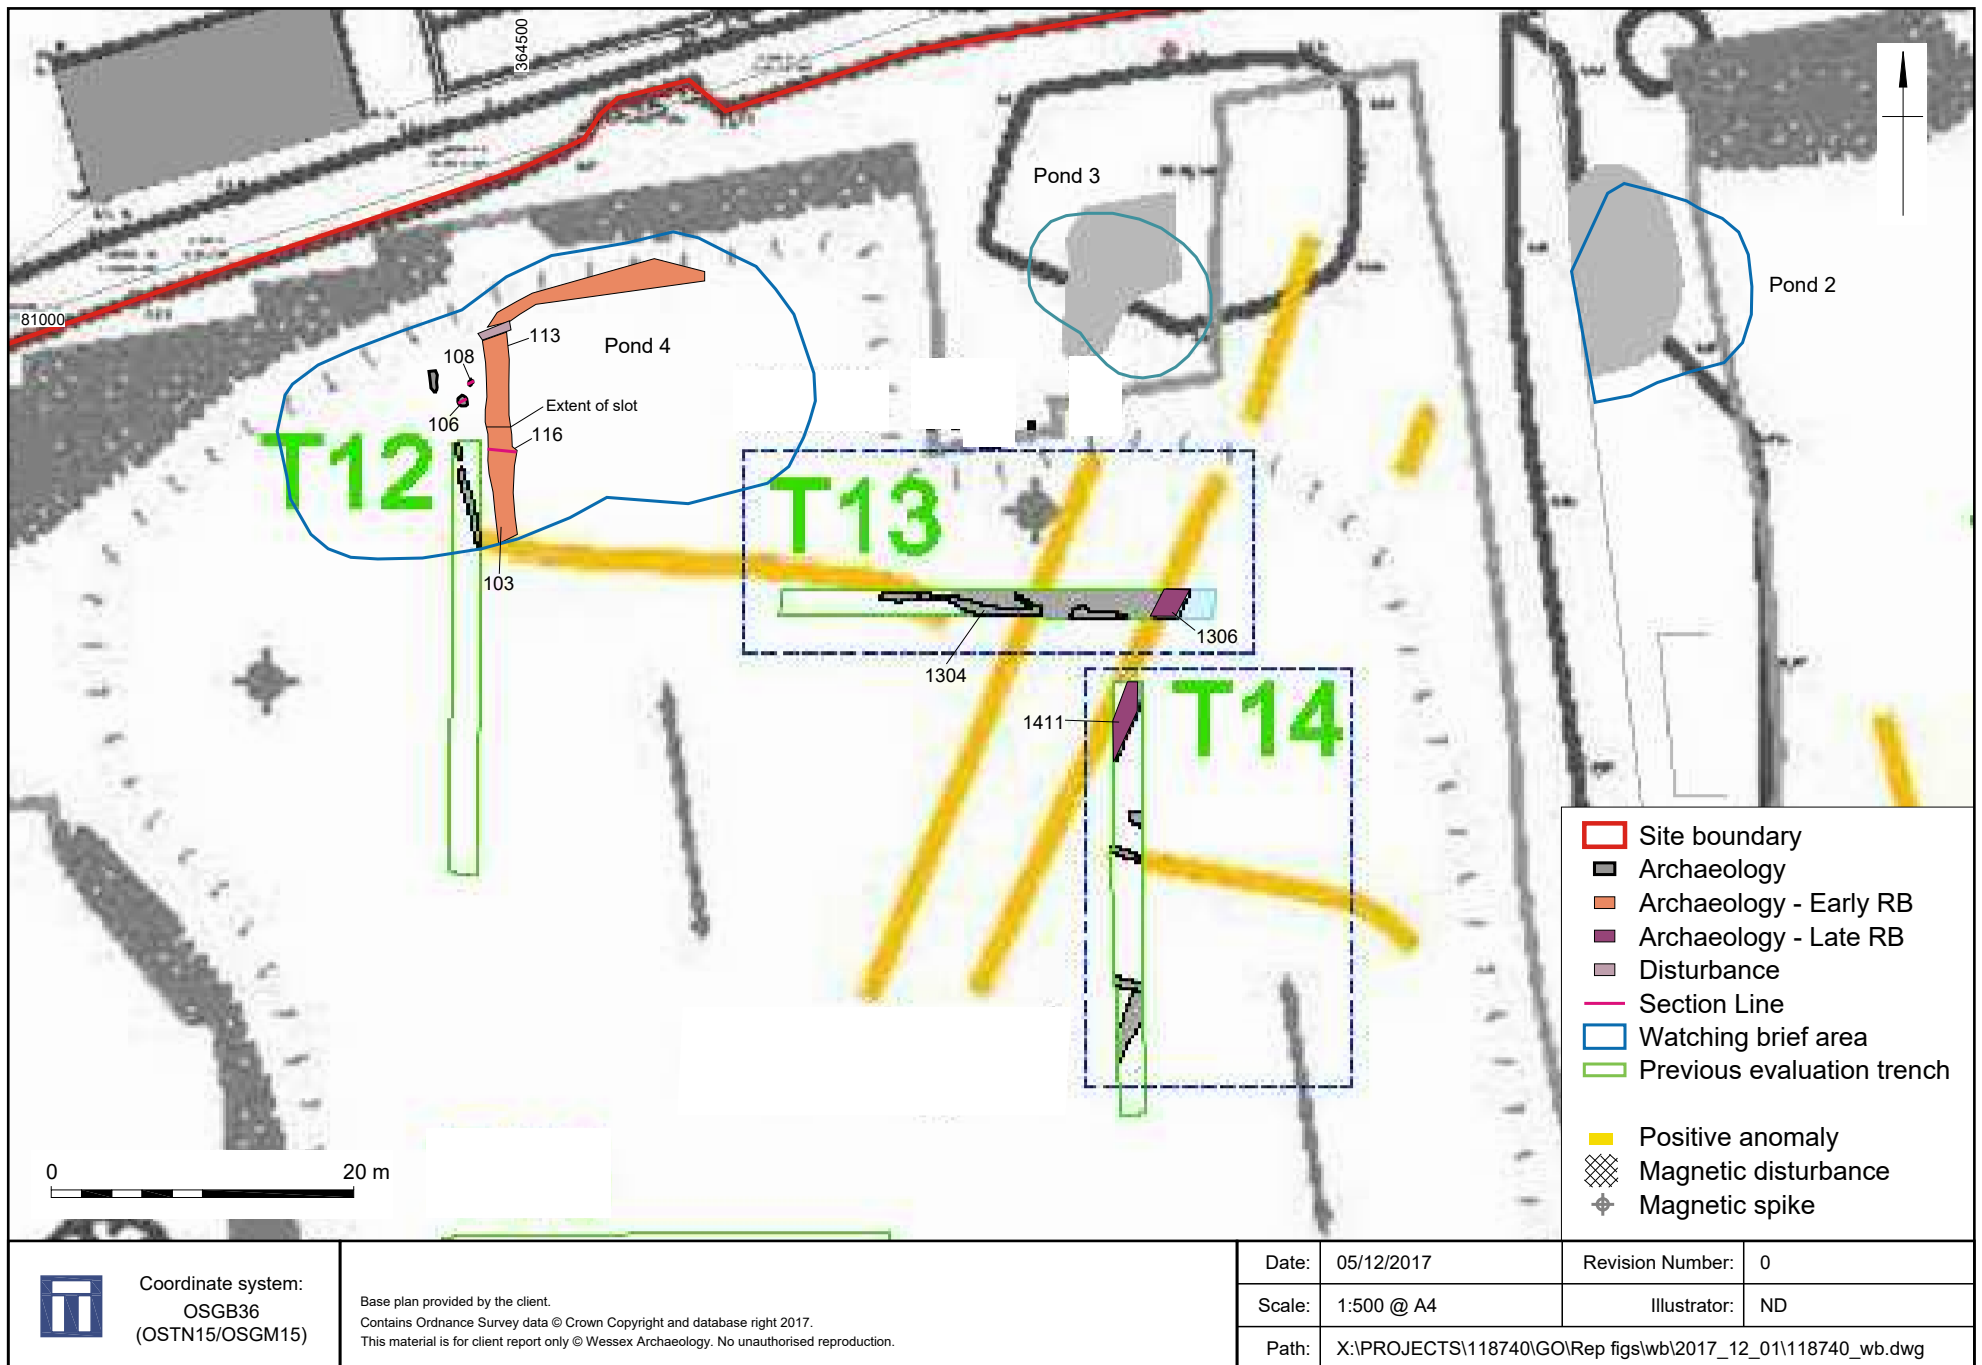 364500
81000
Pond 3
Pond 2
Pond 4
113
108
106
Extent of slot
116
T12
T13
103
1304
1306
T14
1411
Site boundary
Archaeology
Archaeology - Early RB
Archaeology - Late RB
Disturbance
Section Line
Watching brief area
Previous evaluation trench
Positive anomaly
Magnetic disturbance
Magnetic spike
0 20 m
Coordinate system:
OSGB36
(OSTN15/OSGM15)
Base plan provided by the client.
Contains Ordnance Survey data © Crown Copyright and database right 2017.
This material is for client report only © Wessex Archaeology. No unauthorised reproduction.
Date: 05/12/2017 Revision Number: 0
Scale: 1:500 @ A4 Illustrator: ND
Path: X:\PROJECTS\118740\GO\Rep figs\wb\2017_12_01\118740_wb.dwg